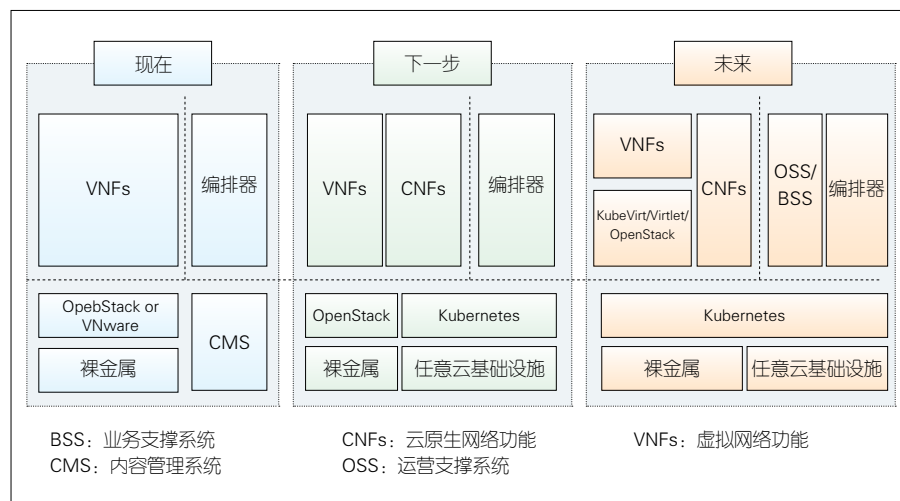 现在
下一步
未来
VNFs
编排器
VNFs
CNFs
编排器
VNFs
KubeVirt/Virtlet/
OpenStack
CNFs
OSS/
BSS
编排器
OpebStack or
VNware
CMS
裸金属
OpenStack
Kubernetes
裸金属
任意云基础设施
Kubernetes
裸金属
任意云基础设施
BSS：业务支撑系统
CNFs：云原生网络功能
VNFs：虚拟网络功能
CMS：内容管理系统
OSS：运营支撑系统